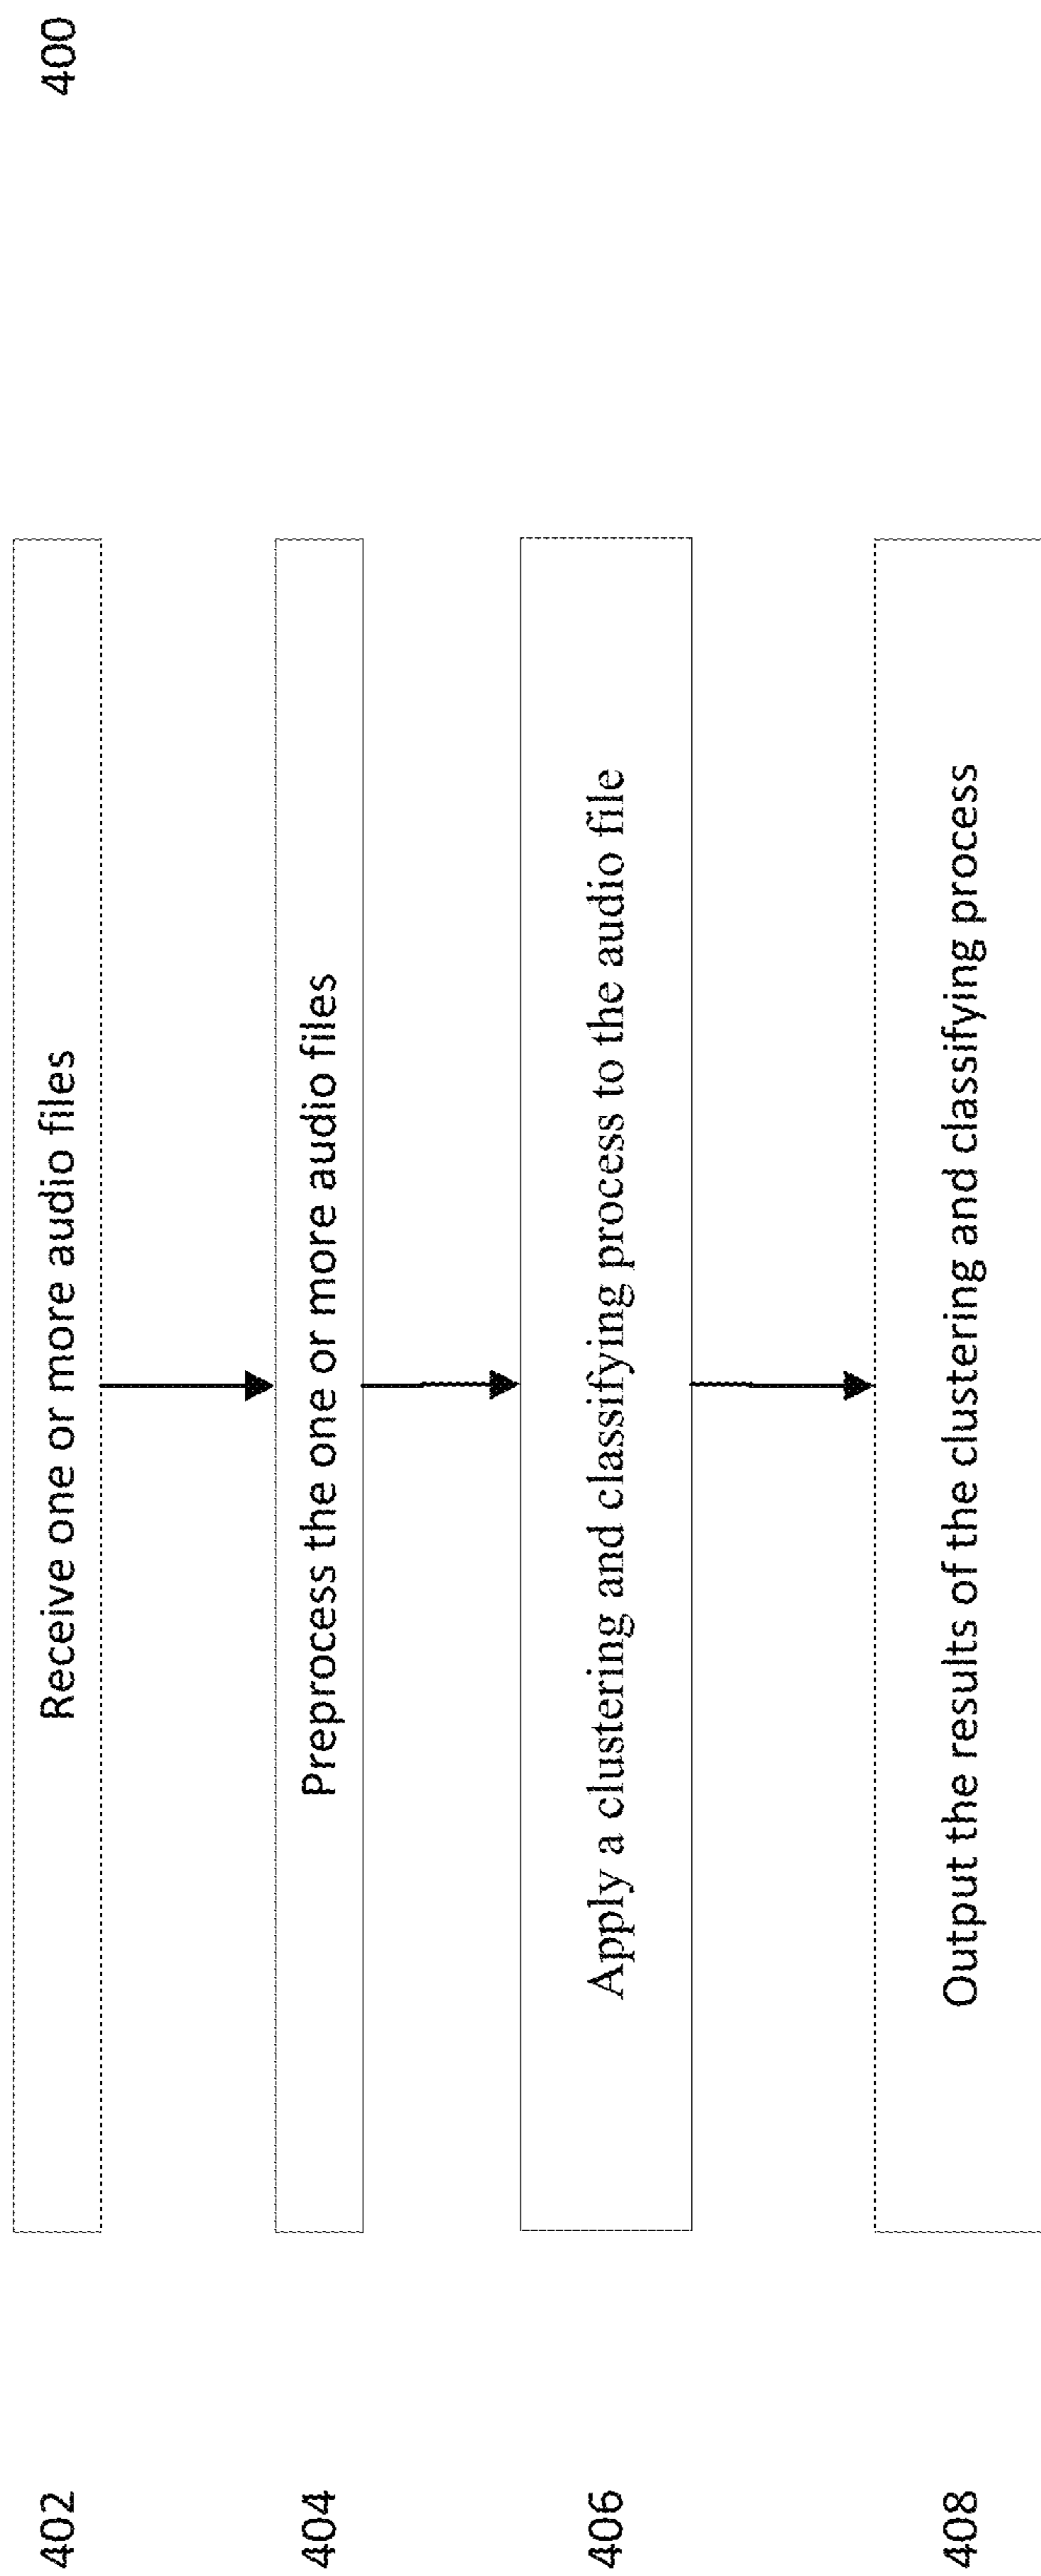 400
402
Receive one or more audio files
404
Preprocess the one or more audio files
406
Apply a clustering and classifying process to the audio file
408
Output the results of the clustering and classifying process